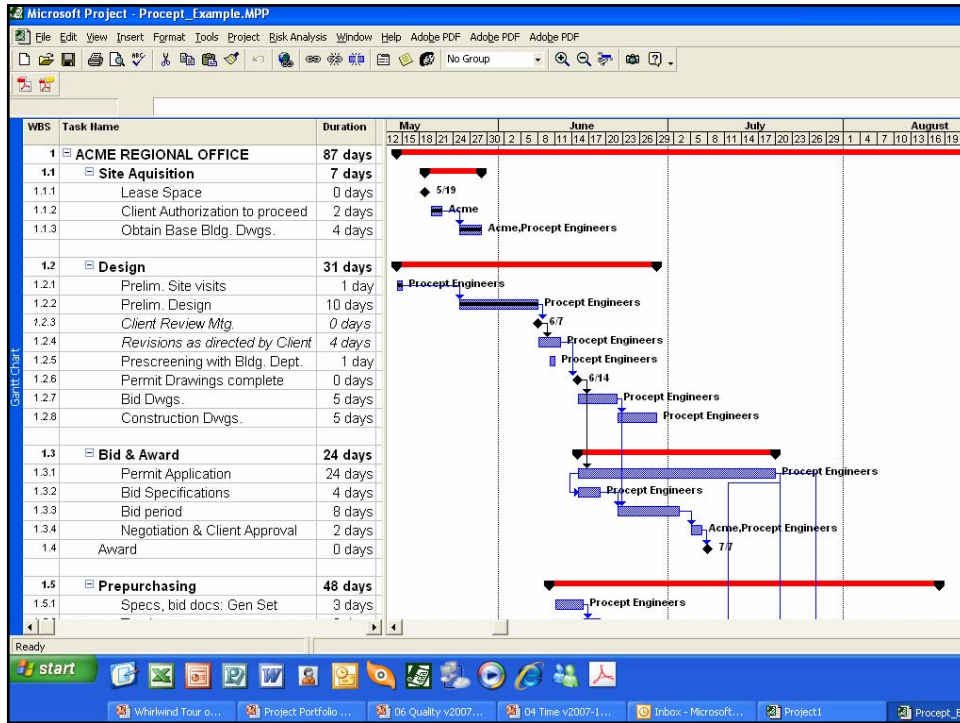 Microsoft Project - Procept_Example.MPP
File Edit View Insert Format Tools Project Risk Analysis Window Help Adobe PDF Adobe PDF Adobe PDF
No Group
WBS Task Name Duration May June July August
12 15 18 21 24 27 30 2 5 8 11 14 17 20 23 26 29 2 5 8 11 14 17 20 23 26 29 1 4 7 10 13 16 19
1 ACME REGIONAL OFFICE 87 days
1.1 Site Aquisition 7 days
1.1.1 Lease Space 0 days 5/19
1.1.2 Client Authorization to proceed 2 days Acme
1.1.3 Obtain Base Bldg. Dwgs. 4 days Acme,Procept Engineers
1.2 Design 31 days
1.2.1 Prelim. Site visits 1 day Procept Engineers
1.2.2 Prelim. Design 10 days Procept Engineers
1.2.3 Client Review Mtg. 0 days 6/7
1.2.4 Revisions as directed by Client 4 days Procept Engineers
1.2.5 Prescreening with Bldg. Dept. 1 day Procept Engineers
1.2.6 Permit Drawings complete 0 days 6/14
1.2.7 Bid Dwgs. 5 days Procept Engineers
1.2.8 Construction Dwgs. 5 days Procept Engineers
1.3 Bid & Award 24 days
1.3.1 Permit Application 24 days Procept Engineers
1.3.2 Bid Specifications 4 days Procept Engineers
1.3.3 Bid period 8 days
1.3.4 Negotiation & Client Approval 2 days Acme,Procept Engineers
1.4 Award 0 days 7/7
1.5 Prepurchasing 48 days
1.5.1 Specs, bid docs: Gen Set 3 days Procept Engineers
Gantt Chart
Ready
start
Whirlwind Tour o... Project Portfolio ... 06 Quality v2007... 04 Time v2007-1... Inbox - Microsoft... Project1 Procept_E